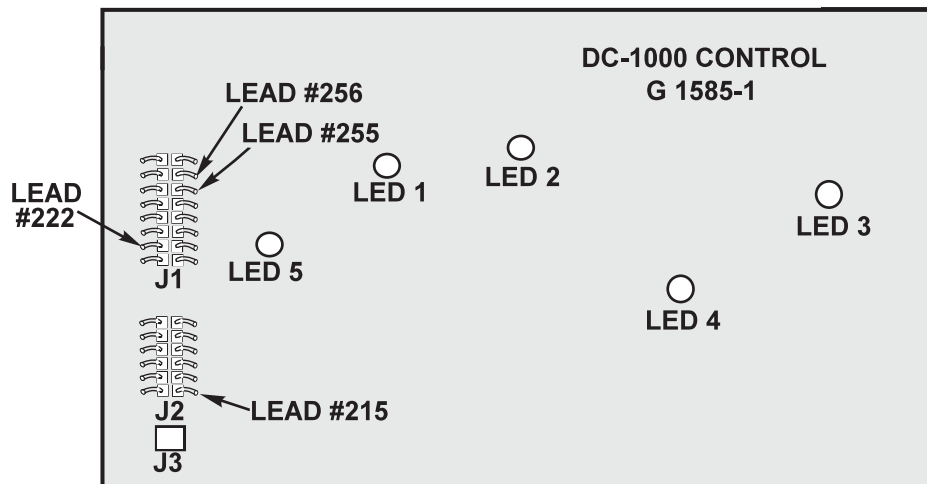 DC-1000 CONTROL
G 1585-1
LEAD #256
LEAD #255
LEAD
#222
LED 1
LED 2
LED 3
LED 5
J1
LED 4
LEAD #215
J2
J3